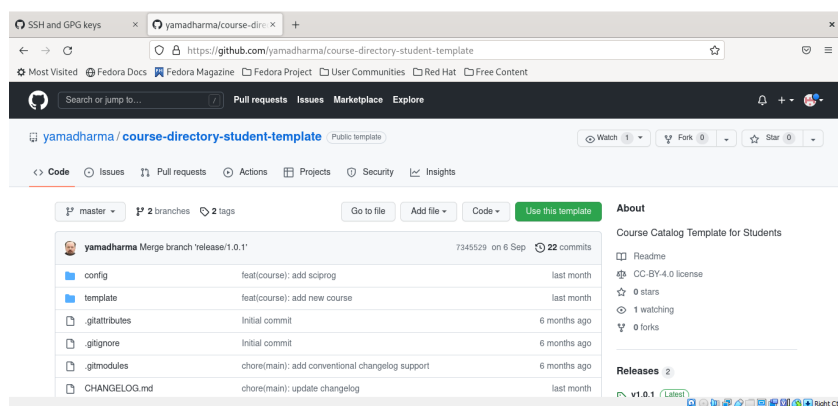 SSH and GPG keys × yamadharma/course-dire × + ×
https://github.com/yamadharma/course-directory-student-template
Most Visited Fedora Docs Fedora Magazine Fedora Project User Communities Red Hat Free Content
Search or jump to... / Pull requests Issues Marketplace Explore
yamadharma / course-directory-student-template Public template Watch 1 Fork 0 Star 0
Code Issues Pull requests Actions Projects Security Insights
master 2 branches 2 tags Go to file Add file Code Use this template
yamadharma Merge branch 'release/1.0.1' 7345529 on 6 Sep 22 commits
config feat(course): add sciprog last month
template feat(course): add new course last month
.gitattributes Initial commit 6 months ago
.gitignore Initial commit 6 months ago
.gitmodules chore(main): add conventional changelog support 6 months ago
CHANGELOG.md chore(main): update changelog last month
About
Course Catalog Template for Students
Readme
CC-BY-4.0 license
0 stars
1 watching
0 forks
Releases 2
v1.0.1 Latest
Right Ct